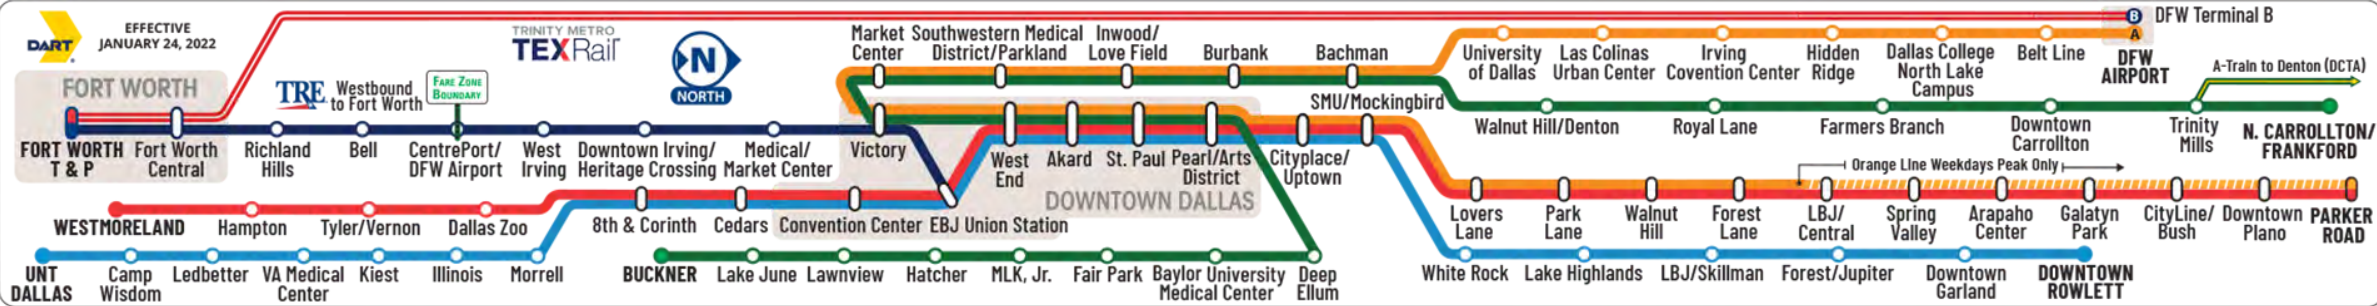 DART
EFFECTIVE
JANUARY 24, 2022
TRINITY METRO
TEXRail
N
NORTH
FORT WORTH
TRE
Westbound
to Fort Worth
FARE ZONE
BOUNDARY
B
DFW Terminal B
A
DFW
AIRPORT
Market
Center
Southwestern Medical
District/Parkland
Inwood/
Love Field
Burbank
Bachman
University
of Dallas
Las Colinas
Urban Center
Irving
Covention Center
Hidden
Ridge
Dallas College
North Lake
Campus
Belt Line
A-Train to Denton (DCTA)
SMU/Mockingbird
Walnut Hill/Denton
Royal Lane
Farmers Branch
Downtown
Carrollton
Trinity
Mills
N. CARROLLTON/
FRANKFORD
FORT WORTH
T & P
Fort Worth
Central
Richland
Hills
Bell
CentrePort/
DFW Airport
West
Irving
Downtown Irving/
Heritage Crossing
Medical/
Market Center
Victory
West
End
Akard
St. Paul
Pearl/Arts
District
Cityplace/
Uptown
DOWNTOWN DALLAS
Orange LIne Weekdays Peak Only
WESTMORELAND
Hampton
Tyler/Vernon
Dallas Zoo
8th & Corinth
Cedars
Convention Center
EBJ Union Station
Lovers
Lane
Park
Lane
Walnut
Hill
Forest
Lane
LBJ/
Central
Spring
Valley
Arapaho
Center
Galatyn
Park
CityLine/
Bush
Downtown
Plano
PARKER
ROAD
UNT
DALLAS
Camp
Wisdom
Ledbetter
VA Medical
Center
Kiest
Illinois
Morrell
BUCKNER
Lake June
Lawnview
Hatcher
MLK, Jr.
Fair Park
Baylor University
Medical Center
Deep
Ellum
White Rock
Lake Highlands
LBJ/Skillman
Forest/Jupiter
Downtown
Garland
DOWNTOWN
ROWLETT